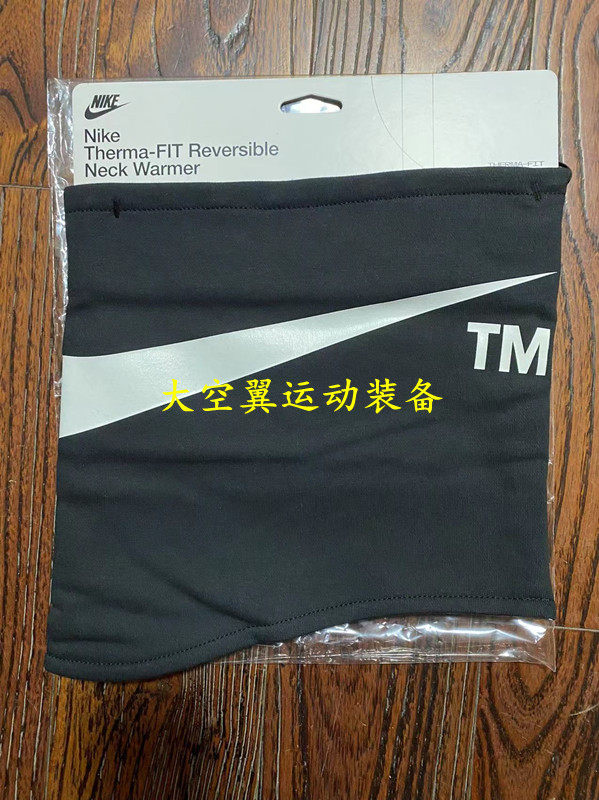 NIKE
Nike
Therma-FIT Reversible
Neck Warmer
THERMA-FIT
TM
大空翼运动装备